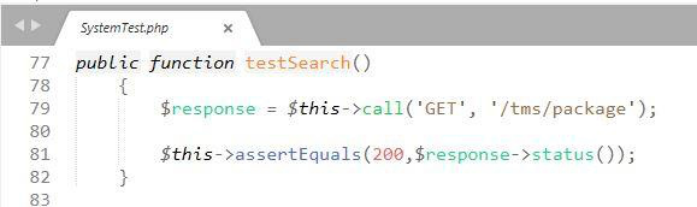 SystemTest.php ×
77 public function testSearch()
78 {
79 $response = $this->call('GET', '/tms/package');
80
81 $this->assertEquals(200,$response->status());
82 }
83